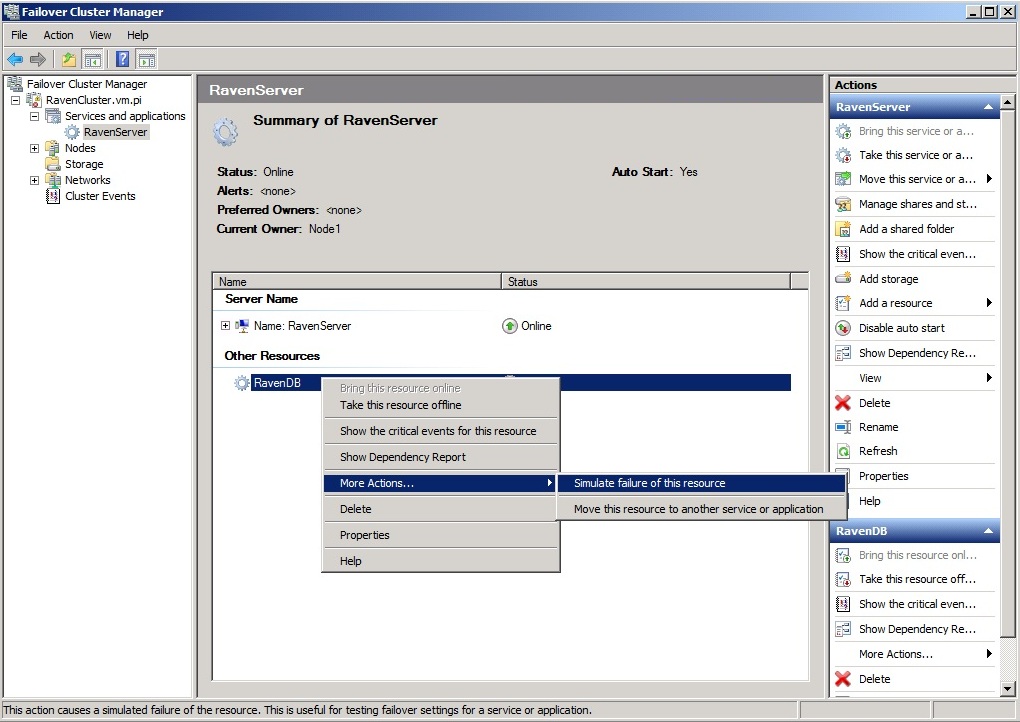 Failover Cluster Manager
File Action View Help
Failover Cluster Manager
RavenCluster.vm.pi
Services and applications
RavenServer
Nodes
Storage
Networks
Cluster Events
RavenServer
Summary of RavenServer
Status: Online
Auto Start: Yes
Alerts: <none>
Preferred Owners: <none>
Current Owner: Node1
Name Status
Server Name
Name: RavenServer Online
Other Resources
RavenDB
Bring this resource online
Take this resource offline
Show the critical events for this resource
Show Dependency Report
More Actions...
Delete
Properties
Help
Simulate failure of this resource
Move this resource to another service or application
Actions
RavenServer
Bring this service or a...
Take this service or a...
Move this service or a...
Manage shares and st...
Add a shared folder
Show the critical even...
Add storage
Add a resource
Disable auto start
Show Dependency Re...
View
Delete
Rename
Refresh
Properties
Help
RavenDB
Bring this resource onl...
Take this resource off...
Show the critical even...
Show Dependency Re...
More Actions...
Delete
This action causes a simulated failure of the resource. This is useful for testing failover settings for a service or application.